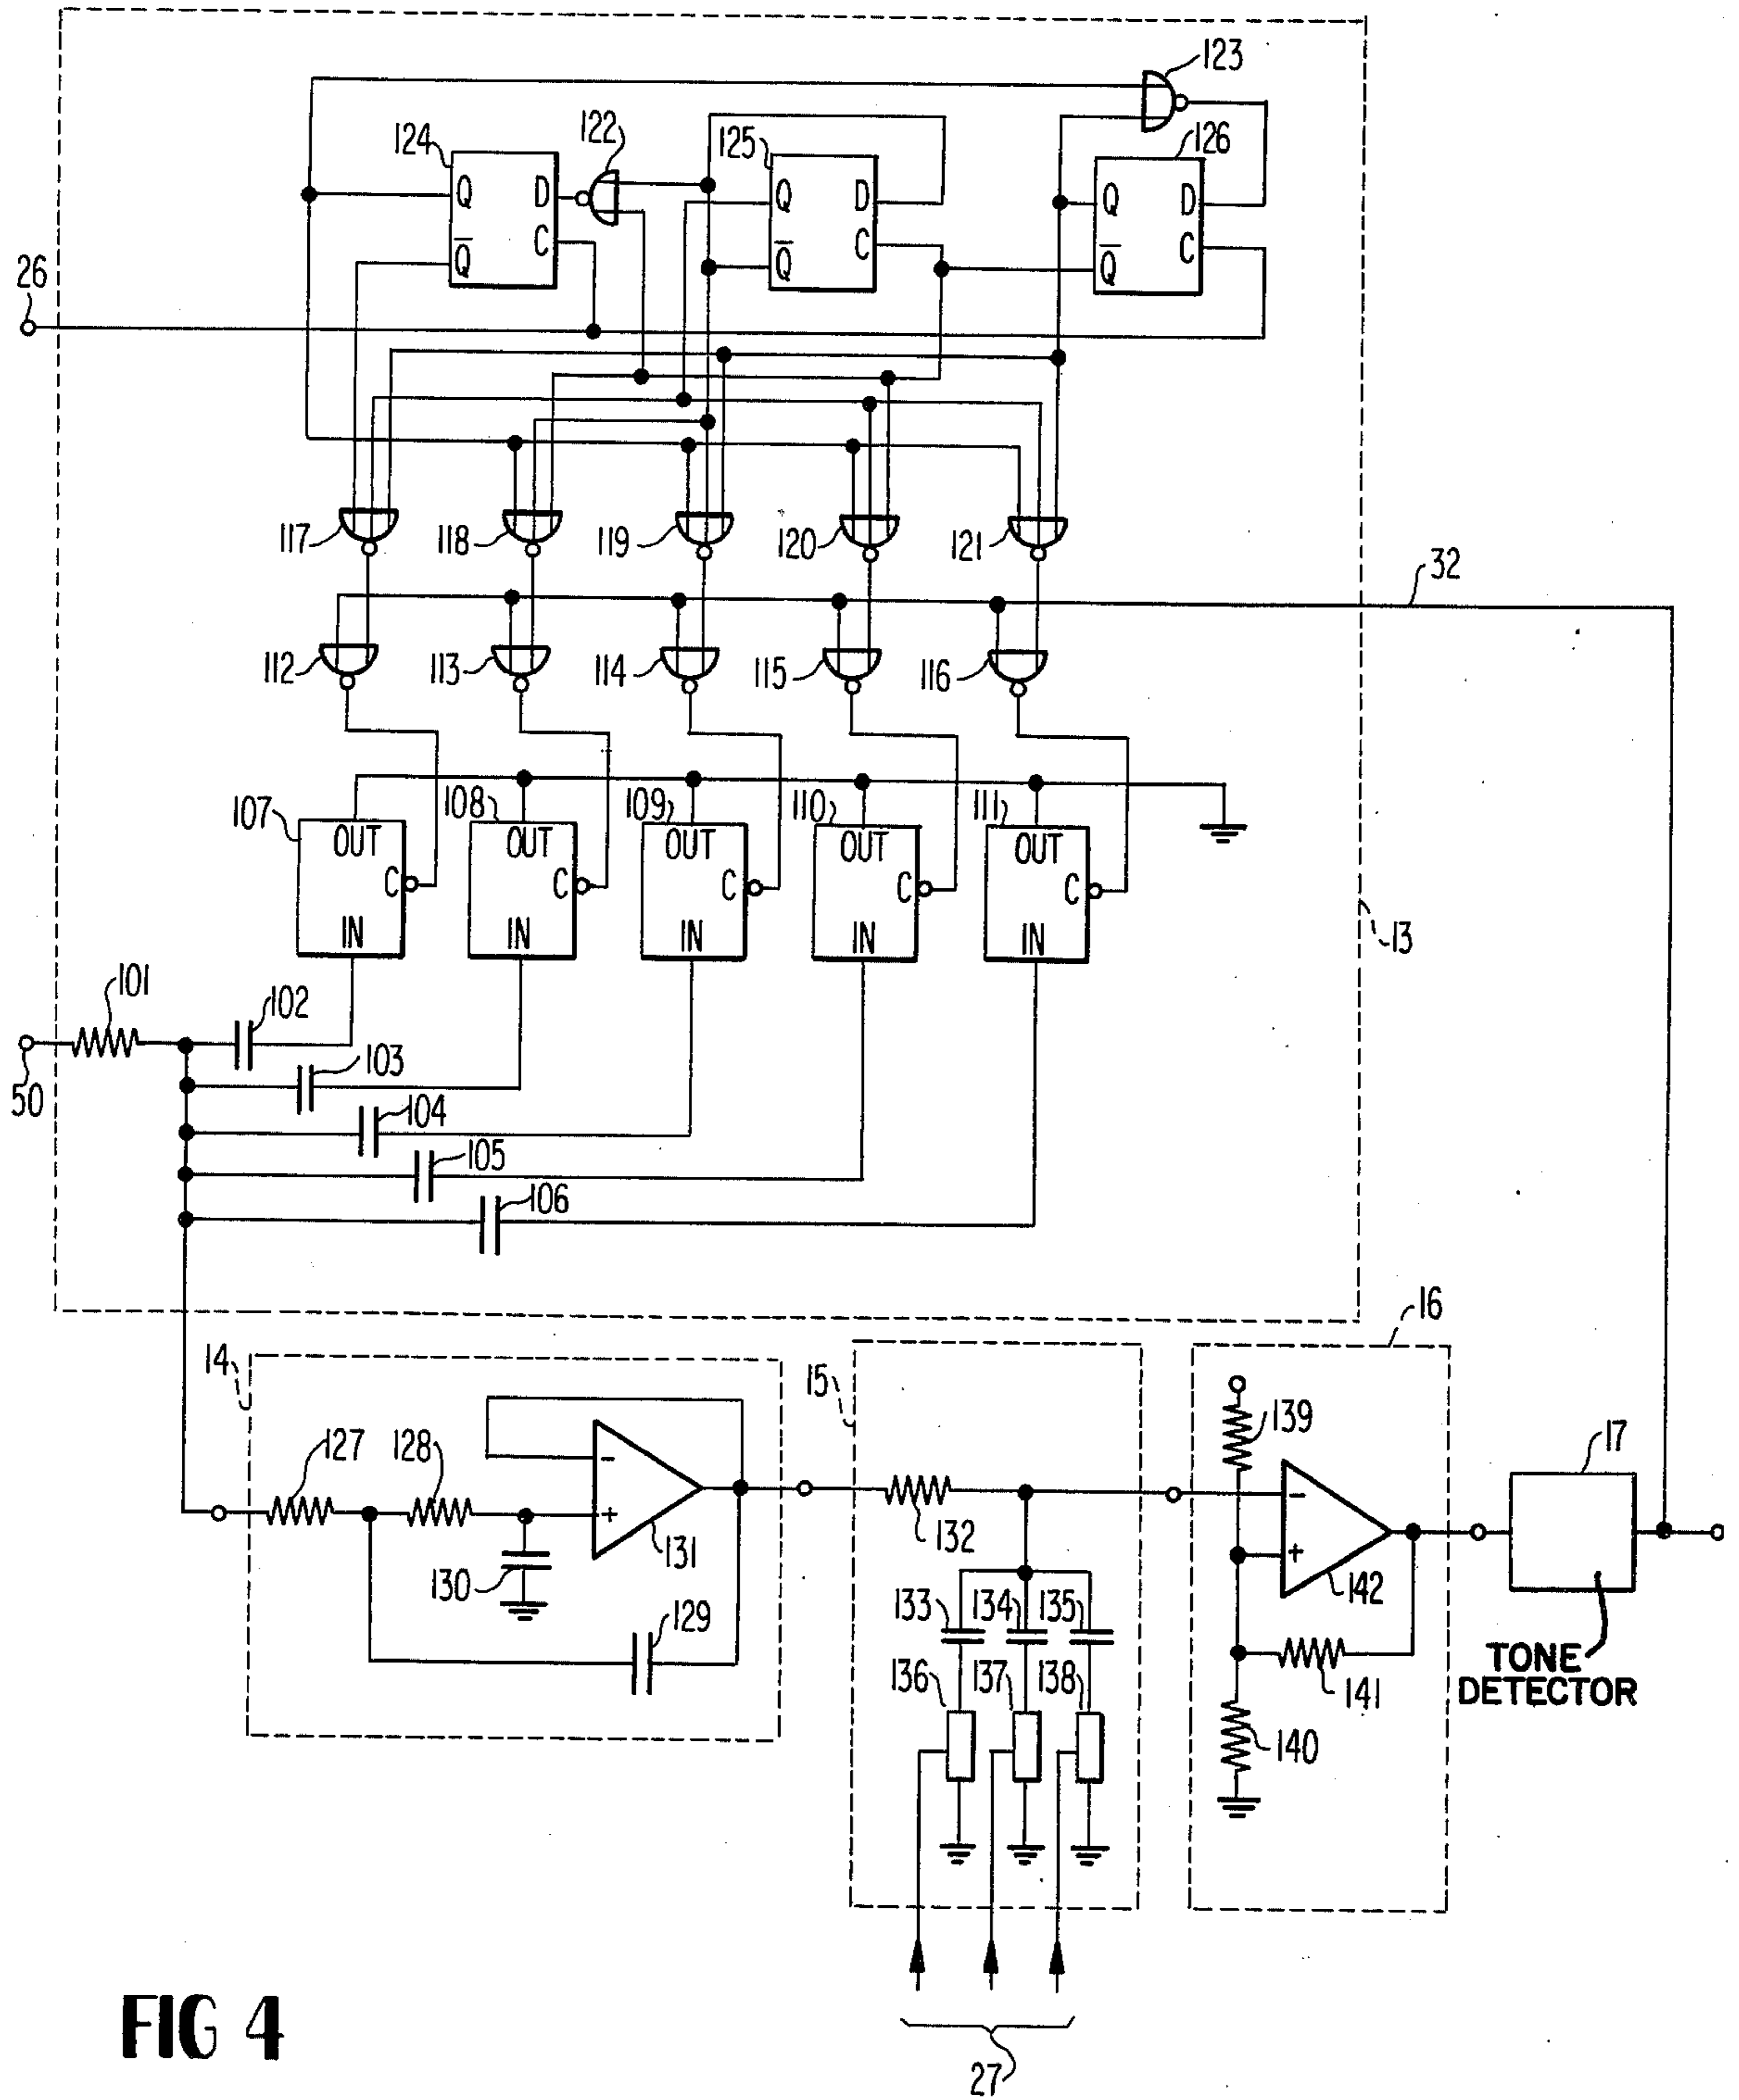 123
124 122 125 126
Q D Q D Q D
Q̅ C Q̅ C Q̅ C
26
117 118 119 120 121
32
112 113 114 115 116
107 108 109 110 111
OUT OUT OUT OUT OUT
C C C C C
IN IN IN IN IN
13
101 102
50 103
104
105
106
16
14 15
127 128 - + 131
130 129
132
133 134 135
136 137 138
139
- + 142
141
140
17
TONE
DETECTOR
27
FIG 4